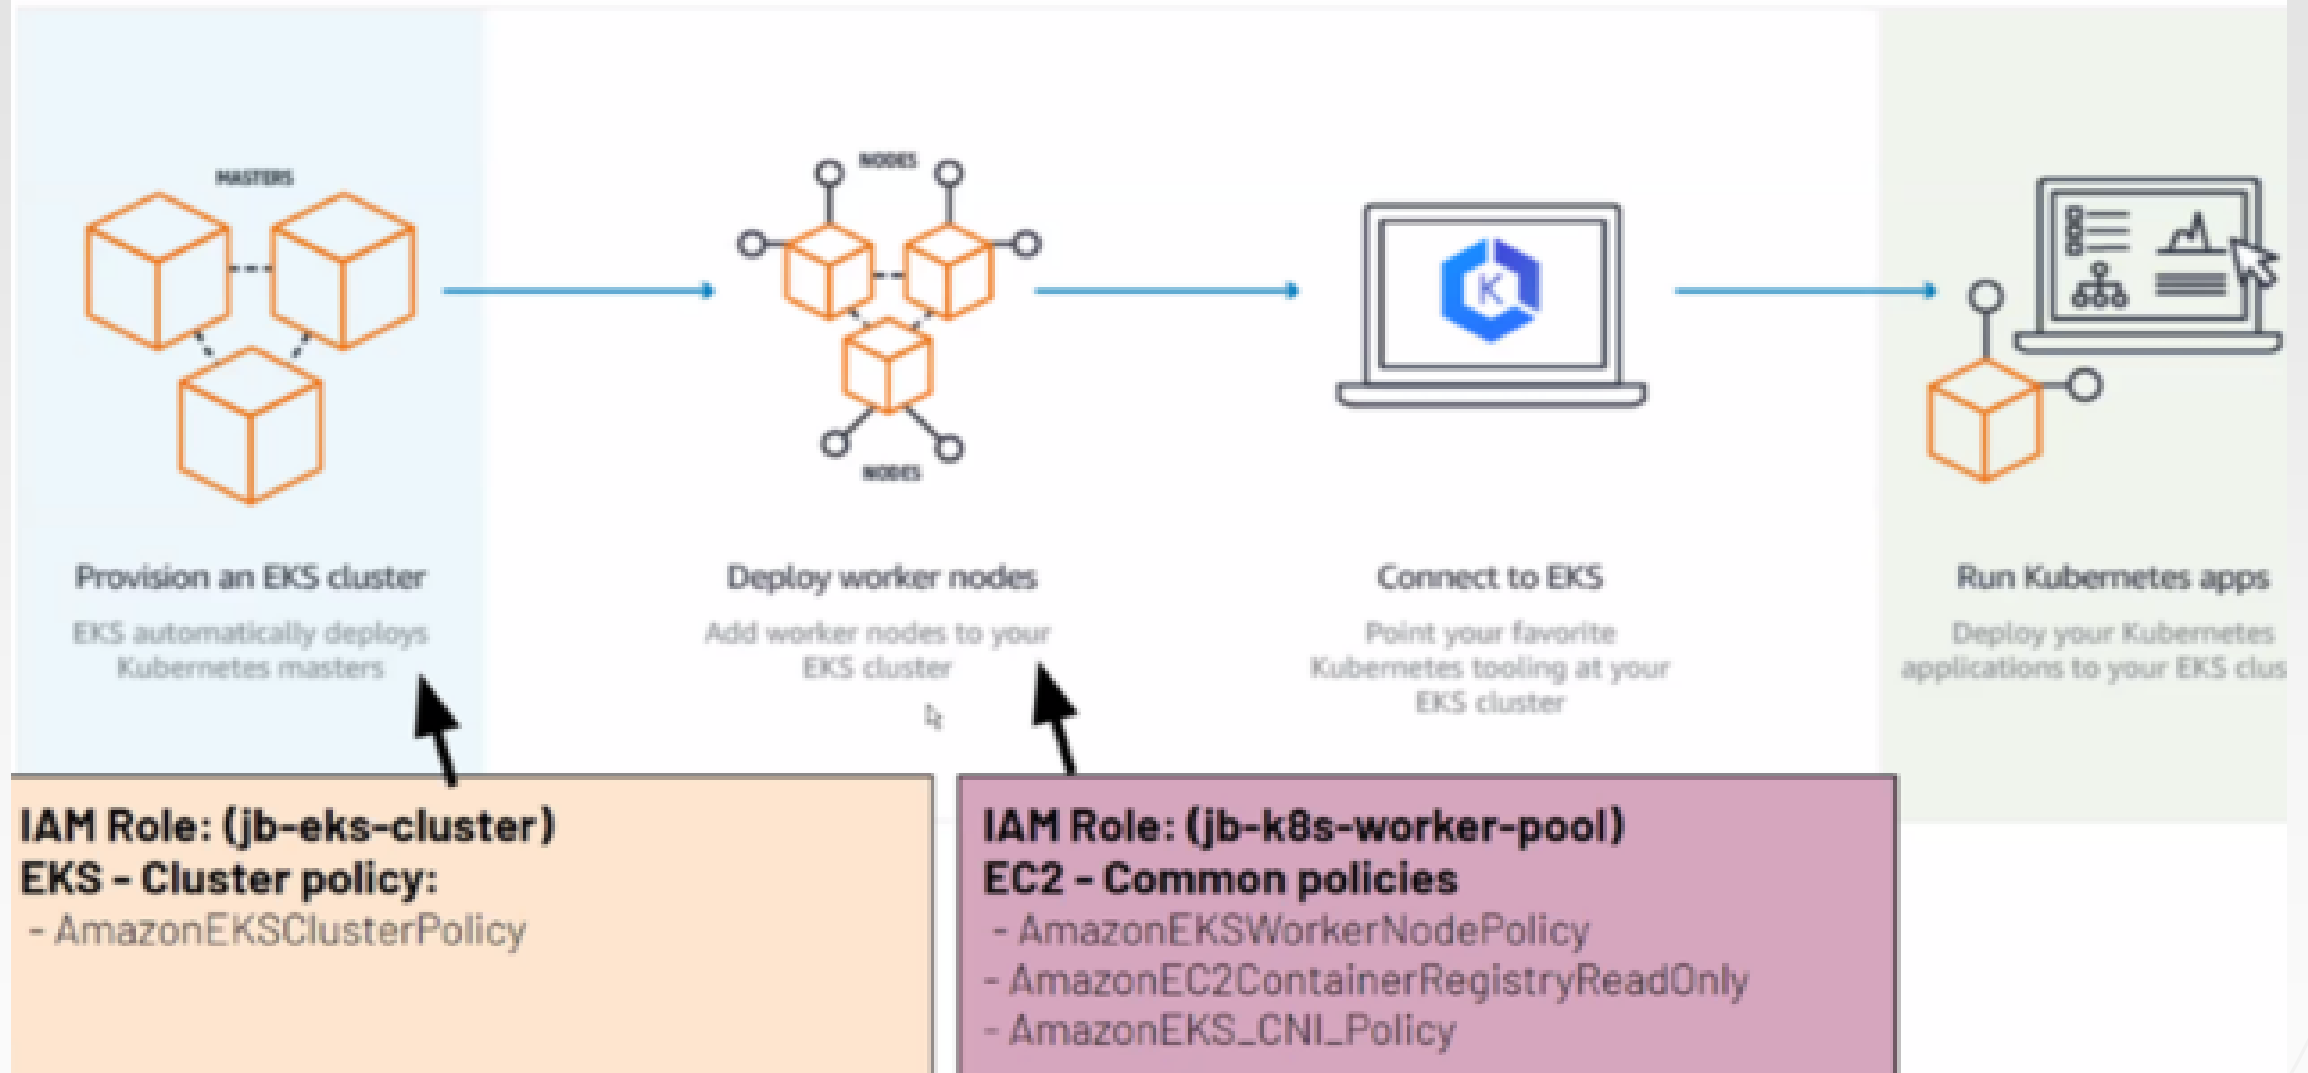 MASTERS
NODES
K
NODES
Provision an EKS cluster
EKS automatically deploys
Kubernetes masters
Deploy worker nodes
Add worker nodes to your
EKS cluster
Connect to EKS
Point your favorite
Kubernetes tooling at your
EKS cluster
Run Kubernetes apps
Deploy your Kubernetes
applications to your EKS clus
IAM Role: (jb-eks-cluster)
EKS - Cluster policy:
- AmazonEKSClusterPolicy
IAM Role: (jb-k8s-worker-pool)
EC2 - Common policies
- AmazonEKSWorkerNodePolicy
- AmazonEC2ContainerRegistryReadOnly
- AmazonEKS_CNI_Policy